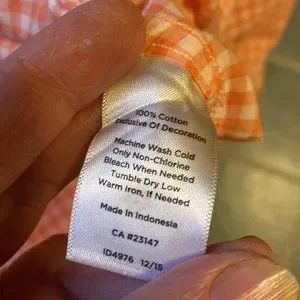 100% Cotton
Exclusive Of Decoration
Machine Wash Cold
Only Non-Chlorine
Bleach When Needed
Tumble Dry Low
Warm Iron, If Needed
Made In Indonesia
CA #23147
ID4976 12/15